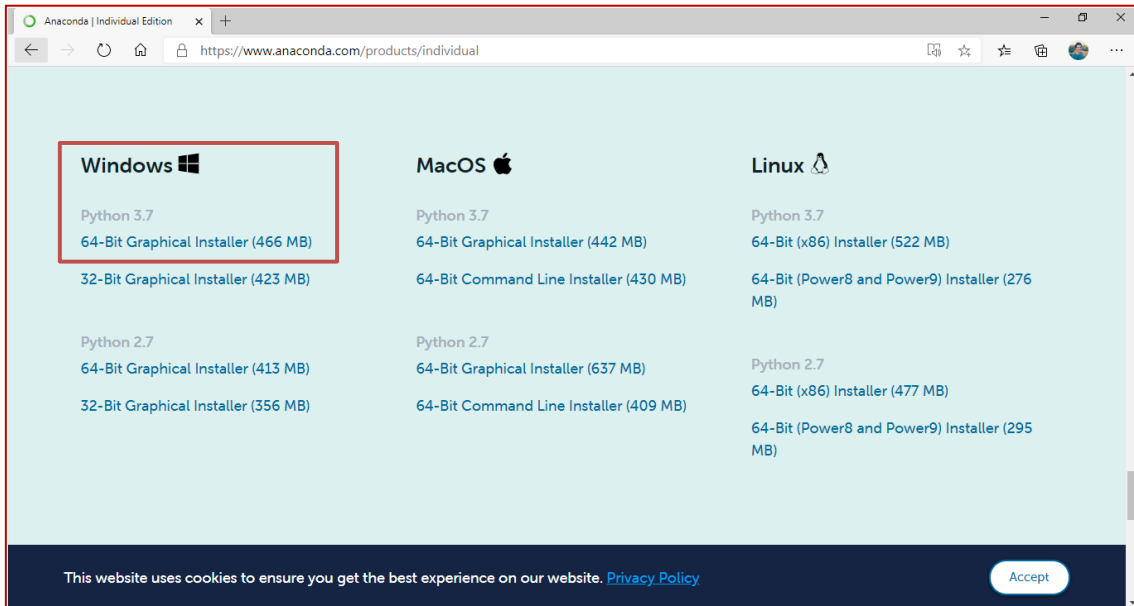 Anaconda | Individual Edition
https://www.anaconda.com/products/individual
Windows
Python 3.7
64-Bit Graphical Installer (466 MB)
32-Bit Graphical Installer (423 MB)
Python 2.7
64-Bit Graphical Installer (413 MB)
32-Bit Graphical Installer (356 MB)
MacOS
Python 3.7
64-Bit Graphical Installer (442 MB)
64-Bit Command Line Installer (430 MB)
Python 2.7
64-Bit Graphical Installer (637 MB)
64-Bit Command Line Installer (409 MB)
Linux
Python 3.7
64-Bit (x86) Installer (522 MB)
64-Bit (Power8 and Power9) Installer (276
MB)
Python 2.7
64-Bit (x86) Installer (477 MB)
64-Bit (Power8 and Power9) Installer (295
MB)
This website uses cookies to ensure you get the best experience on our website. Privacy Policy
Accept